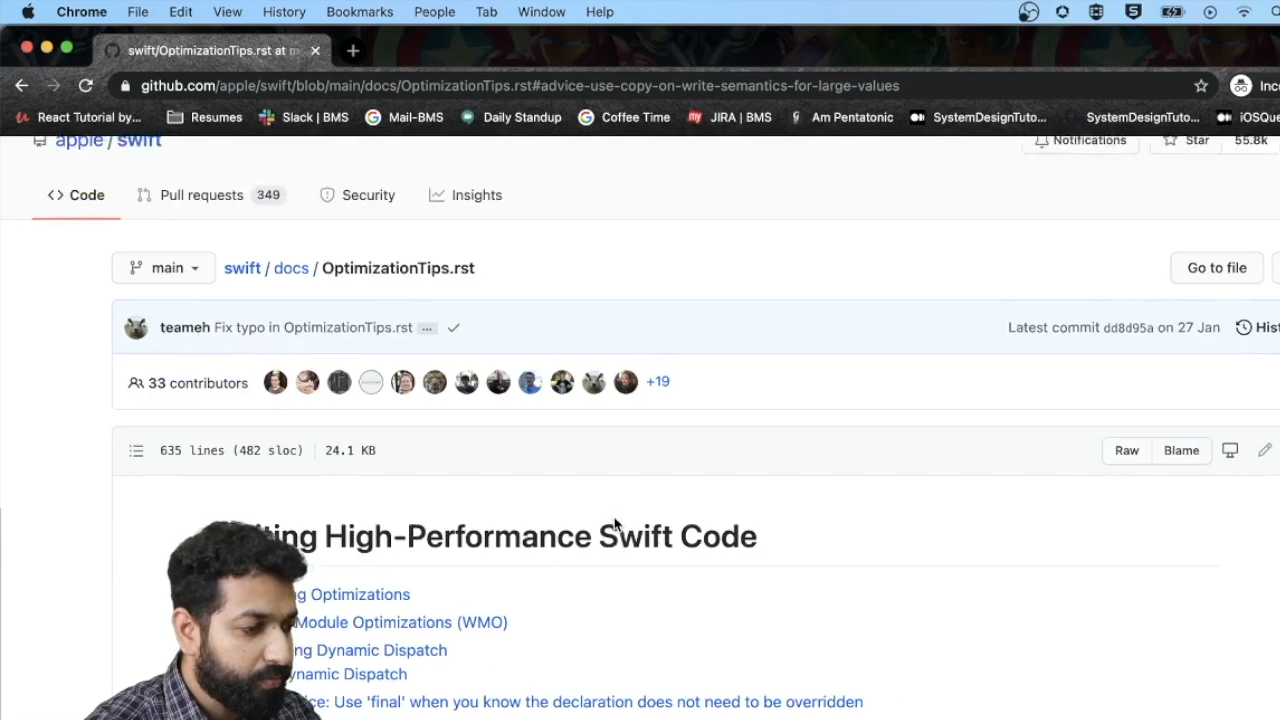 Chrome File Edit View History Bookmarks People Tab Window Help
swift/OptimizationTips.rst at m
github.com/apple/swift/blob/main/docs/OptimizationTips.rst#advice-use-copy-on-write-semantics-for-large-values
React Tutorial by... Resumes Slack | BMS Mail-BMS Daily Standup Coffee Time JIRA | BMS Am Pentatonic SystemDesignTuto... SystemDesignTuto...
apple / swift Notifications Star 55.8k
Code Pull requests 349 Security Insights
main swift / docs / OptimizationTips.rst Go to file
teameh Fix typo in OptimizationTips.rst ... Latest commit dd8d95a on 27 Jan
33 contributors +19
635 lines (482 sloc) 24.1 KB Raw Blame
High-Performance Swift Code
Optimizations
Module Optimizations (WMO)
Dynamic Dispatch
Dispatch
Use 'final' when you know the declaration does not need to be overridden